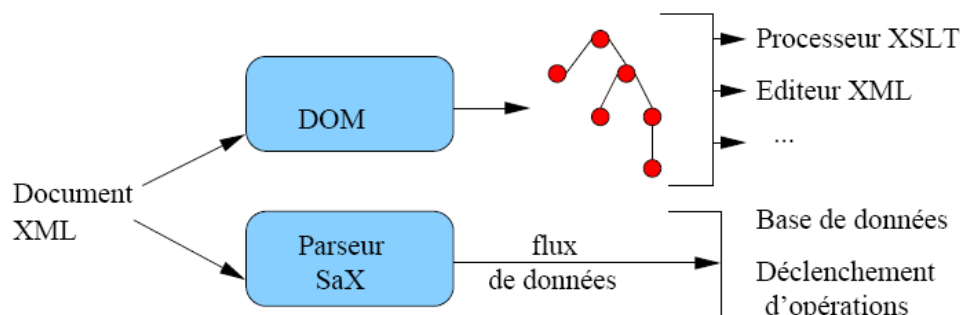 Document
XML
DOM
Processeur XSLT
Editeur XML
...
Parseur
SaX
flux
de données
Base de données
Déclenchement
d'opérations